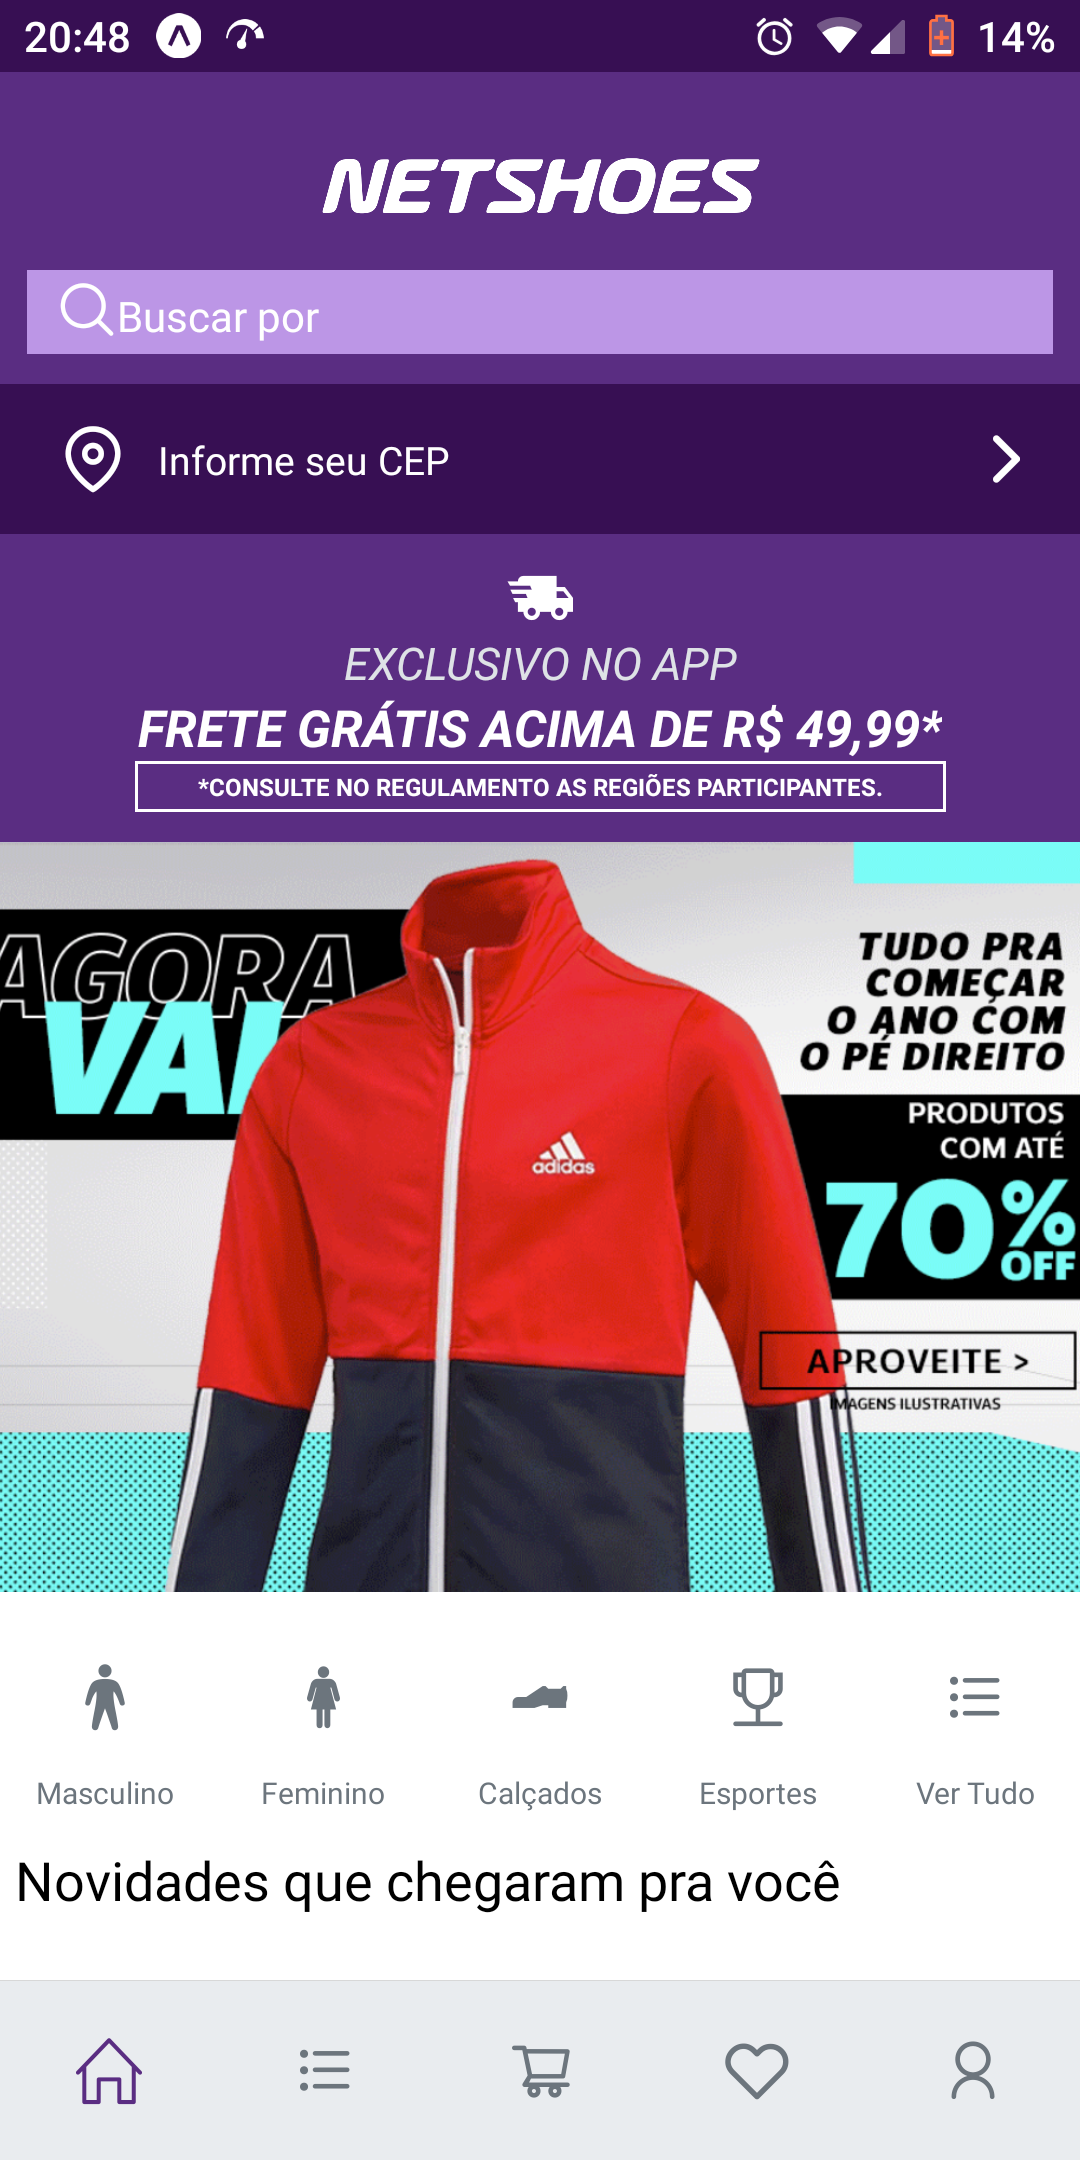 20:48
14%
NETSHOES
Buscar por
Informe seu CEP
EXCLUSIVO NO APP
FRETE GRÁTIS ACIMA DE R$ 49,99*
*CONSULTE NO REGULAMENTO AS REGIÕES PARTICIPANTES.
AGORA
VAI
adidas
TUDO PRA
COMEÇAR
O ANO COM
O PÉ DIREITO
PRODUTOS
COM ATÉ
70%
OFF
APROVEITE >
IMAGENS ILUSTRATIVAS
Masculino
Feminino
Calçados
Esportes
Ver Tudo
Novidades que chegaram pra você